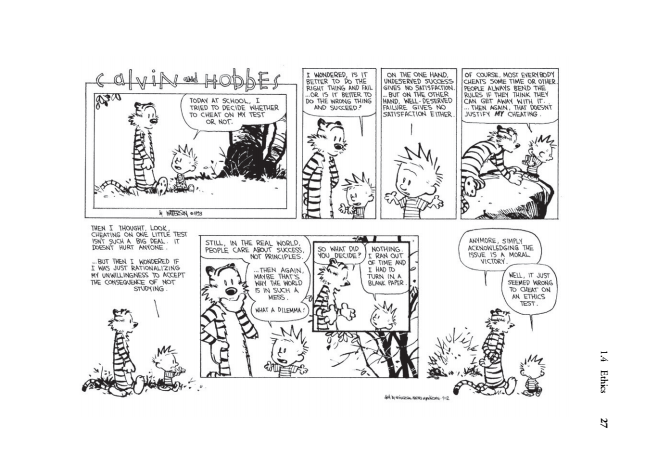 Calvin and Hobbes
TODAY AT SCHOOL, I
TRIED TO DECIDE WHETHER
TO CHEAT ON MY TEST
OR NOT.
by WATTERSON
I WONDERED, IS IT
BETTER TO DO THE
RIGHT THING AND FAIL
...OR IS IT BETTER TO
DO THE WRONG THING
AND SUCCEED?
ON THE ONE HAND,
UNDESERVED SUCCESS
GIVES NO SATISFACTION.
... BUT ON THE OTHER
HAND, WELL-DESERVED
FAILURE GIVES NO
SATISFACTION EITHER.
OF COURSE, MOST EVERYBODY
CHEATS SOME TIME OR OTHER.
PEOPLE ALWAYS BEND THE
RULES IF THEY THINK THEY
CAN GET AWAY WITH IT.
... THEN AGAIN, THAT DOESN'T
JUSTIFY MY CHEATING.
THEN I THOUGHT, LOOK,
CHEATING ON ONE LITTLE TEST
ISN'T SUCH A BIG DEAL. IT
DOESN'T HURT ANYONE.
...BUT THEN I WONDERED IF
I WAS JUST RATIONALIZING
MY UNWILLINGNESS TO ACCEPT
THE CONSEQUENCE OF NOT
STUDYING.
STILL, IN THE REAL WORLD,
PEOPLE CARE ABOUT SUCCESS,
NOT PRINCIPLES.
...THEN AGAIN,
MAYBE THAT'S
WHY THE WORLD
IS IN SUCH A
MESS.
WHAT A DILEMMA!
SO WHAT DID
YOU DECIDE?
NOTHING.
I RAN OUT
OF TIME AND
I HAD TO
TURN IN A
BLANK PAPER.
ANYMORE, SIMPLY
ACKNOWLEDGING THE
ISSUE IS A MORAL
VICTORY.
WELL, IT JUST
SEEMED WRONG
TO CHEAT ON
AN ETHICS
TEST.
1.4 Ethics
27